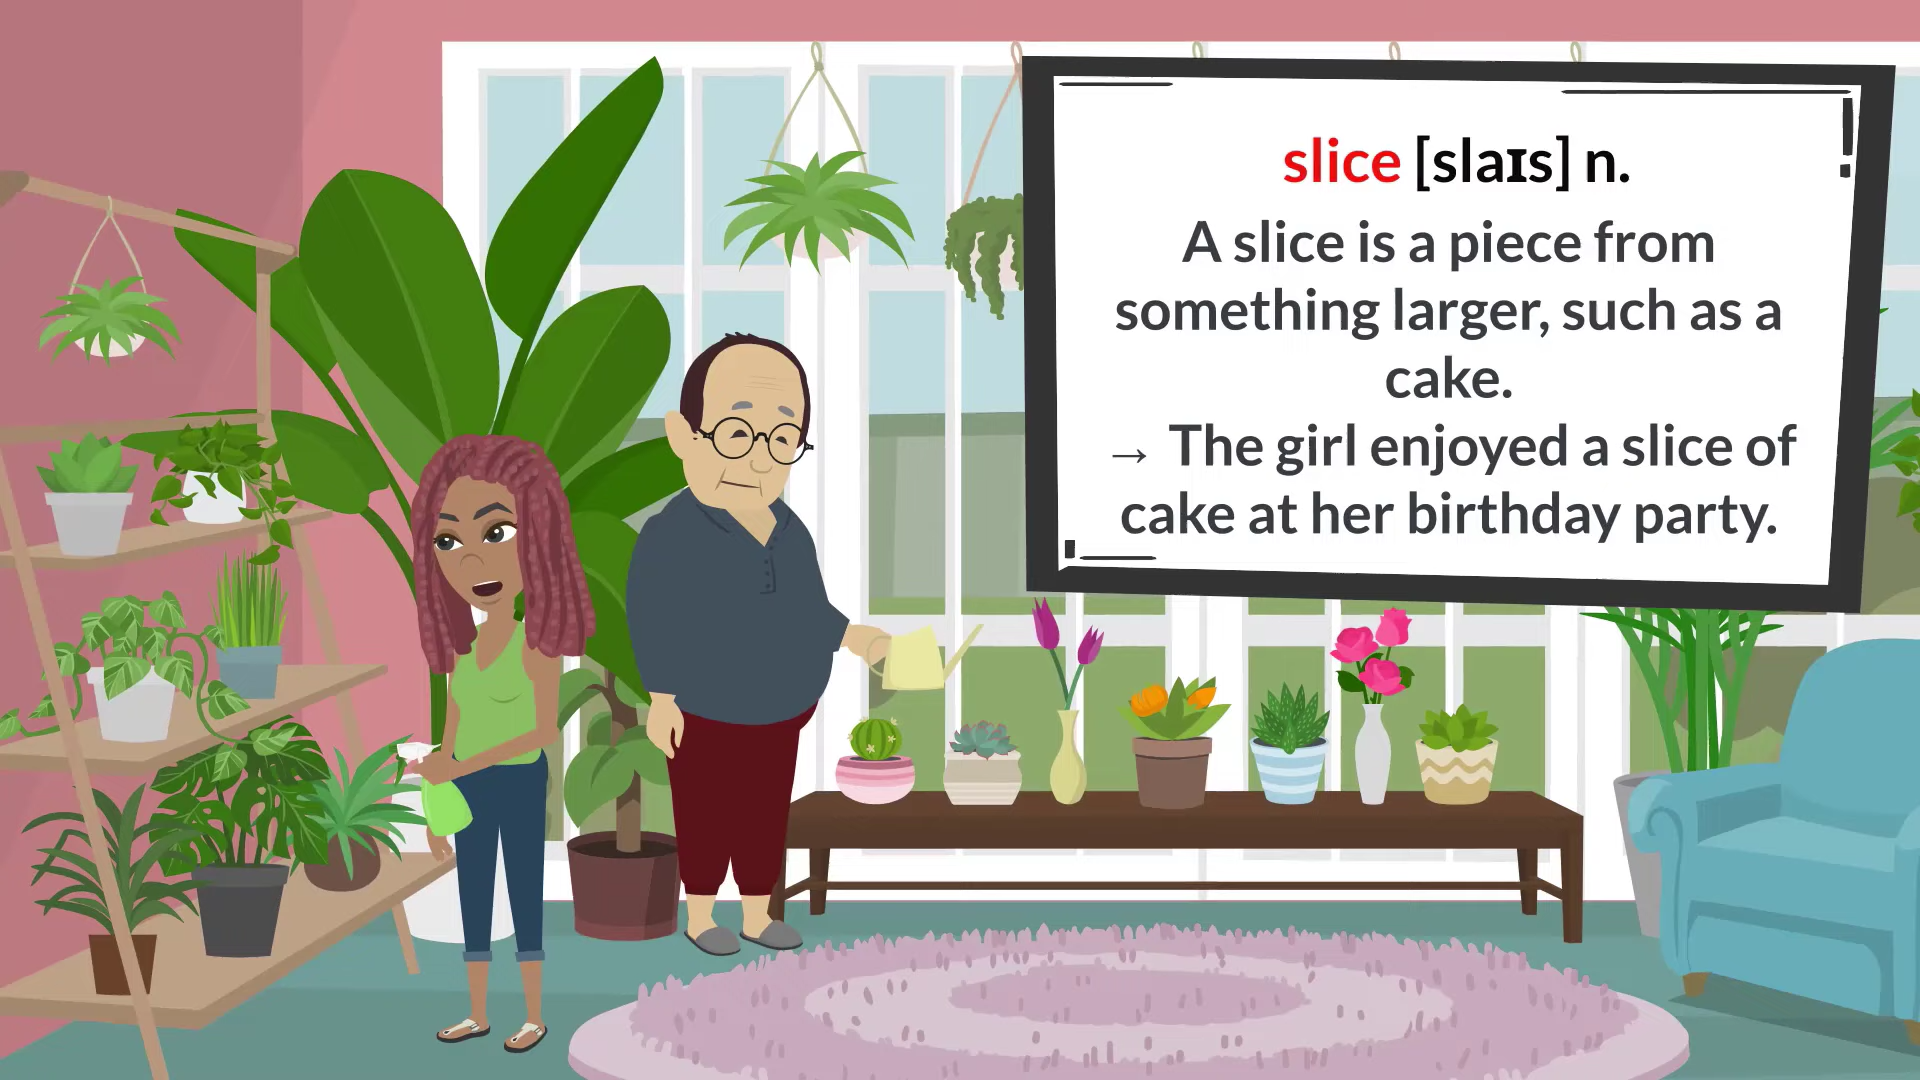 slice [slaɪs] n.
A slice is a piece from
something larger, such as a
cake.
→ The girl enjoyed a slice of
cake at her birthday party.